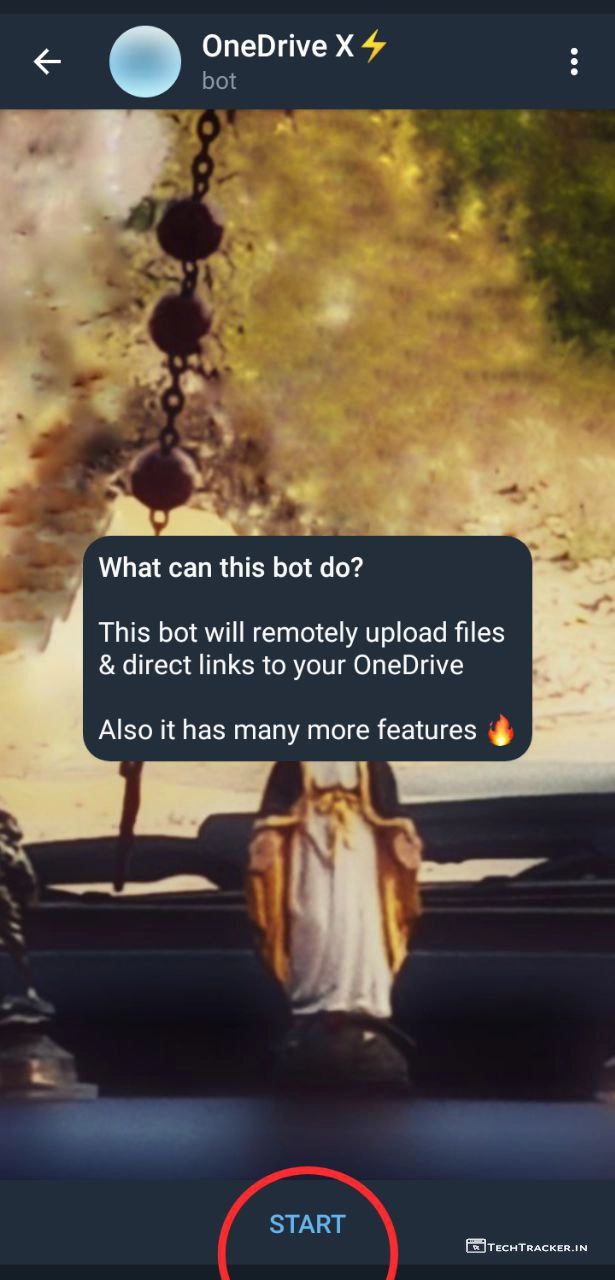 OneDrive X⚡
bot
What can this bot do?
This bot will remotely upload files
& direct links to your OneDrive
Also it has many more features 🔥
START
TECHTRACKER.IN